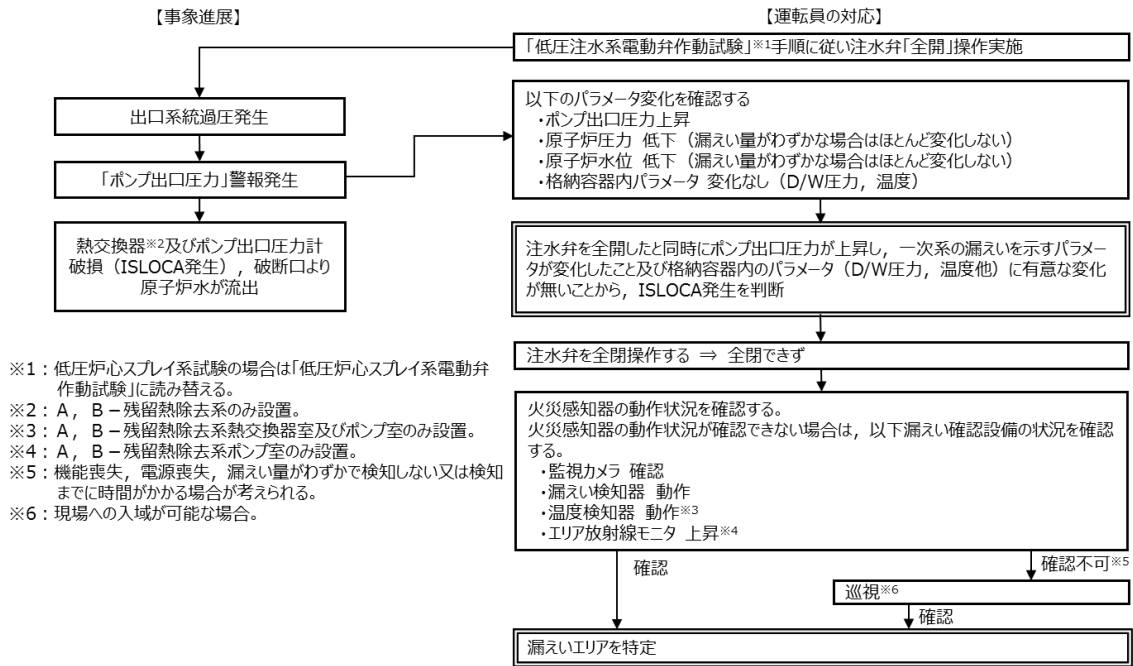 【事象進展】
【運転員の対応】
「低圧注水系電動弁作動試験」※1手順に従い注水弁「全開」操作実施
出口系統過圧発生
「ポンプ出口圧力」警報発生
熱交換器※2及びポンプ出口圧力計
破損（ISLOCA発生），破断口より
原子炉水が流出
以下のパラメータ変化を確認する
・ポンプ出口圧力上昇
・原子炉圧力 低下（漏えい量がわずかな場合はほとんど変化しない）
・原子炉水位 低下（漏えい量がわずかな場合はほとんど変化しない）
・格納容器内パラメータ 変化なし（D/W圧力，温度）
注水弁を全開したと同時にポンプ出口圧力が上昇し，一次系の漏えいを示すパラメー
タが変化したこと及び格納容器内のパラメータ（D/W圧力，温度他）に有意な変化
が無いことから，ISLOCA発生を判断
注水弁を全閉操作する ⇒ 全閉できず
火災感知器の動作状況を確認する。
火災感知器の動作状況が確認できない場合は，以下漏えい確認設備の状況を確認
する。
・監視カメラ 確認
・漏えい検知器 動作
・温度検知器 動作※3
・エリア放射線モニタ 上昇※4
確認
確認不可※5
巡視※6
確認
漏えいエリアを特定
※1：低圧炉心スプレイ系試験の場合は「低圧炉心スプレイ系電動弁
作動試験」に読み替える。
※2：A，B－残留熱除去系のみ設置。
※3：A，B－残留熱除去系熱交換器室及びポンプ室のみ設置。
※4：A，B－残留熱除去系ポンプ室のみ設置。
※5：機能喪失，電源喪失，漏えい量がわずかで検知しない又は検知
までに時間がかかる場合が考えられる。
※6：現場への入域が可能な場合。